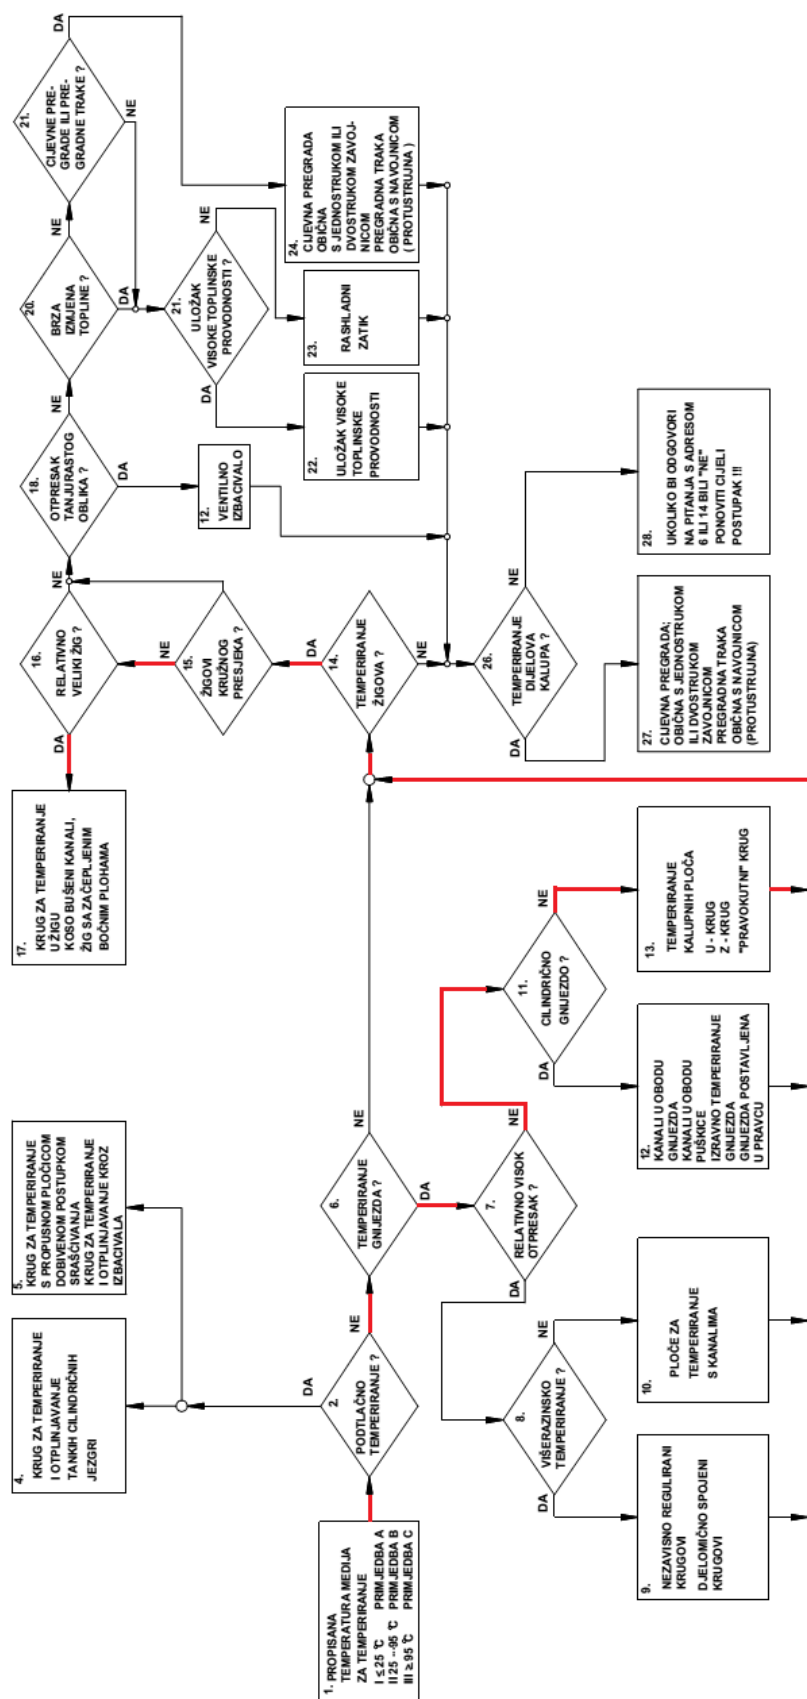 1. PROPISANA
TEMPERATURA MEDIJA
ZA TEMPERIRANJE
I ≤ 25 °C PRIMJEDBA A
II 25 --95 °C PRIMJEDBA B
III ≥ 95 °C PRIMJEDBA C
2.
PODTLAČNO
TEMPERIRANJE ?
DA
NE
4.
KRUG ZA TEMPERIRANJE
I OTPLINJAVANJE
TANKIH CILINDRIČNIH
JEZGRI
5.
KRUG ZA TEMPERIRANJE
S PROPUSNOM PLOČICOM
DOBIVENOM POSTUPKOM
SRAŠĆIVANJA
KRUG ZA TEMPERIRANJE
I OTPLINJAVANJE KROZ
IZBACIVALA
6.
TEMPERIRANJE
GNIJEZDA ?
NE
DA
7.
RELATIVNO VISOK
OTPRESAK ?
DA
NE
8.
VIŠERAZINSKO
TEMPERIRANJE ?
DA
NE
9.
NEZAVISNO REGULIRANI
KRUGOVI
DJELOMIČNO SPOJENI
KRUGOVI
10.
PLOČE ZA
TEMPERIRANJE
S KANALIMA
11.
CILINDRIČNO
GNIJEZDO ?
DA
NE
12.
KANALI U OBODU
GNIJEZDA
KANALI U OBODU
PUŠKICE
IZRAVNO TEMPERIRANJE
GNIJEZDA
GNIJEZDA POSTAVLJENA
U PRAVCU
13.
TEMPERIRANJE
KALUPNIH PLOČA
U - KRUG
Z - KRUG
"PRAVOKUTNI" KRUG
14.
TEMPERIRANJE
ŽIGOVA ?
DA
NE
15.
ŽIGOVI
KRUŽNOG
PRESJEKA ?
NE
16.
RELATIVNO
VELIKI ŽIG ?
DA
NE
17.
KRUG ZA TEMPERIRANJE
U ŽIGU
KOSO BUŠENI KANALI,
ŽIG SA ZAČEPLJENIM
BOČNIM PLOHAMA
18.
OTPRESAK
TANJURASTOG
OBLIKA ?
DA
NE
12.
VENTILNO
IZBACIVALO
20.
BRZA
IZMJENA
TOPLINE ?
DA
NE
21.
CIJEVNE PRE-
GRADE ILI PRE-
GRADNE TRAKE ?
DA
NE
21.
ULOŽAK
VISOKE TOPLINSKE
PROVODNOSTI ?
DA
NE
22.
ULOŽAK VISOKE
TOPLINSKE
PROVODNOSTI
23.
RASHLADNI
ZATIK
24.
CIJEVNA PREGRADA
OBIČNA
S JEDNOSTRUKOM ILI
DVOSTRUKOM ZAVOJ-
NICOM
PREGRADNA TRAKA
OBIČNA S NAVOJNICOM
( PROTUSTRUJNA )
26.
TEMPERIRANJE
DIJELOVA
KALUPA ?
DA
NE
27.
CIJEVNA PREGRADA;
OBIČNA S JEDNOSTRUKOM
ILI DVOSTRUKOM
ZAVOJNICOM
PREGRADNA TRAKA
OBIČNA S NAVOJNICOM
(PROTUSTRUJNA)
28.
UKOLIKO BI ODGOVORI
NA PITANJA S ADRESOM
6 ILI 14 BILI "NE"
PONOVITI CIJELI
POSTUPAK !!!